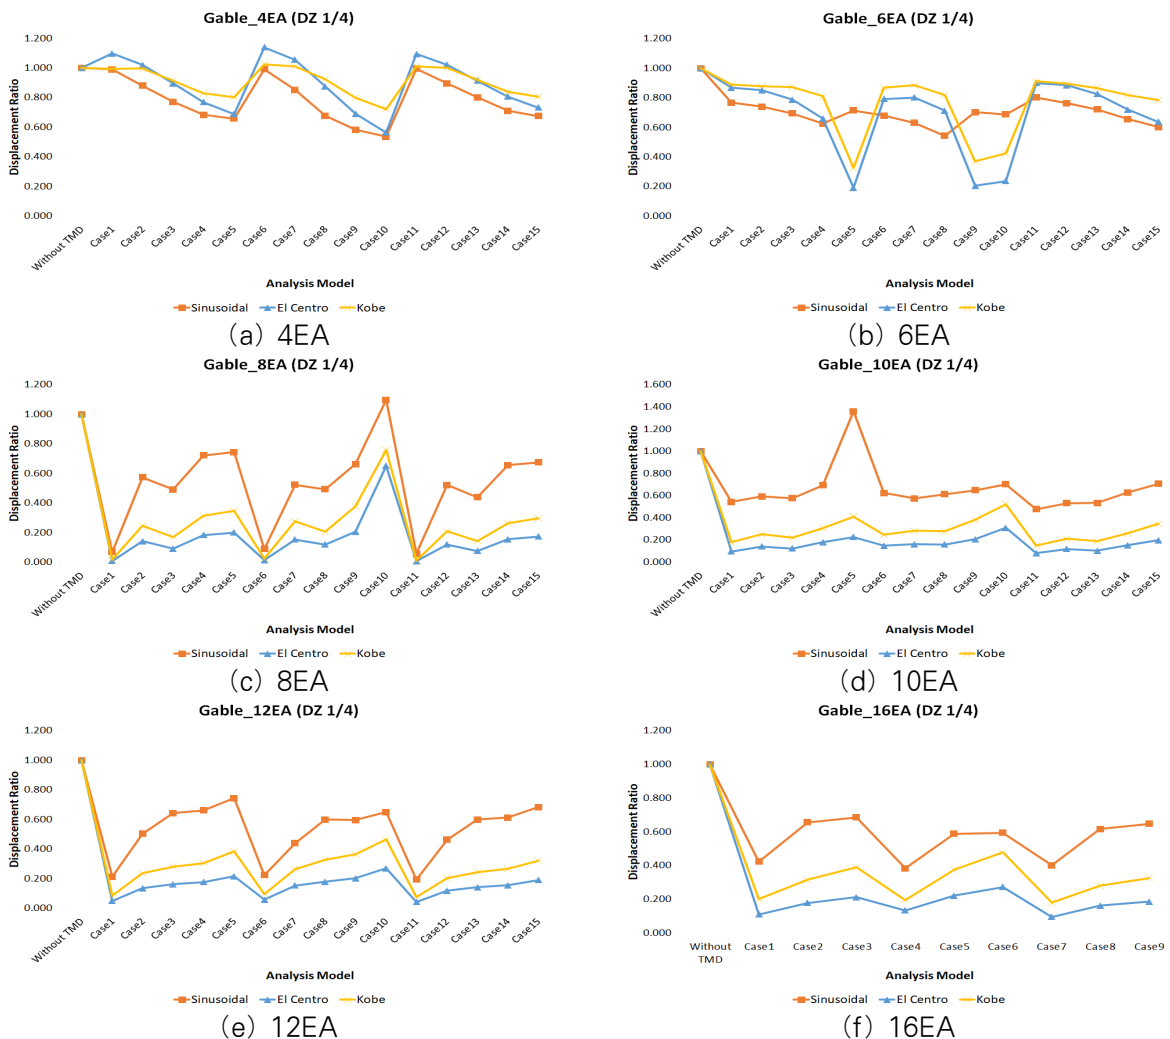 Gable_4EA (DZ 1/4)
Displacement Ratio
1.200
1.000
0.800
0.600
0.400
0.200
0.000
Without TMD
Case1
Case2
Case3
Case4
Case5
Case6
Case7
Case8
Case9
Case10
Case11
Case12
Case13
Case14
Case15
Analysis Model
Sinusoidal El Centro Kobe
(a) 4EA
Gable_6EA (DZ 1/4)
Displacement Ratio
1.200
1.000
0.800
0.600
0.400
0.200
0.000
Without TMD
Case1
Case2
Case3
Case4
Case5
Case6
Case7
Case8
Case9
Case10
Case11
Case12
Case13
Case14
Case15
Analysis Model
Sinusoidal El Centro Kobe
(b) 6EA
Gable_8EA (DZ 1/4)
Displacement Ratio
1.200
1.000
0.800
0.600
0.400
0.200
0.000
Without TMD
Case1
Case2
Case3
Case4
Case5
Case6
Case7
Case8
Case9
Case10
Case11
Case12
Case13
Case14
Case15
Analysis Model
Sinusoidal El Centro Kobe
(c) 8EA
Gable_10EA (DZ 1/4)
Displacement Ratio
1.600
1.400
1.200
1.000
0.800
0.600
0.400
0.200
0.000
Without TMD
Case1
Case2
Case3
Case4
Case5
Case6
Case7
Case8
Case9
Case10
Case11
Case12
Case13
Case14
Case15
Analysis Model
Sinusoidal El Centro Kobe
(d) 10EA
Gable_12EA (DZ 1/4)
Displacement Ratio
1.200
1.000
0.800
0.600
0.400
0.200
0.000
Without TMD
Case1
Case2
Case3
Case4
Case5
Case6
Case7
Case8
Case9
Case10
Case11
Case12
Case13
Case14
Case15
Analysis Model
Sinusoidal El Centro Kobe
(e) 12EA
Gable_16EA (DZ 1/4)
Displacement Ratio
1.200
1.000
0.800
0.600
0.400
0.200
0.000
Without
TMD
Case1
Case2
Case3
Case4
Case5
Case6
Case7
Case8
Case9
Analysis Model
Sinusoidal El Centro Kobe
(f) 16EA